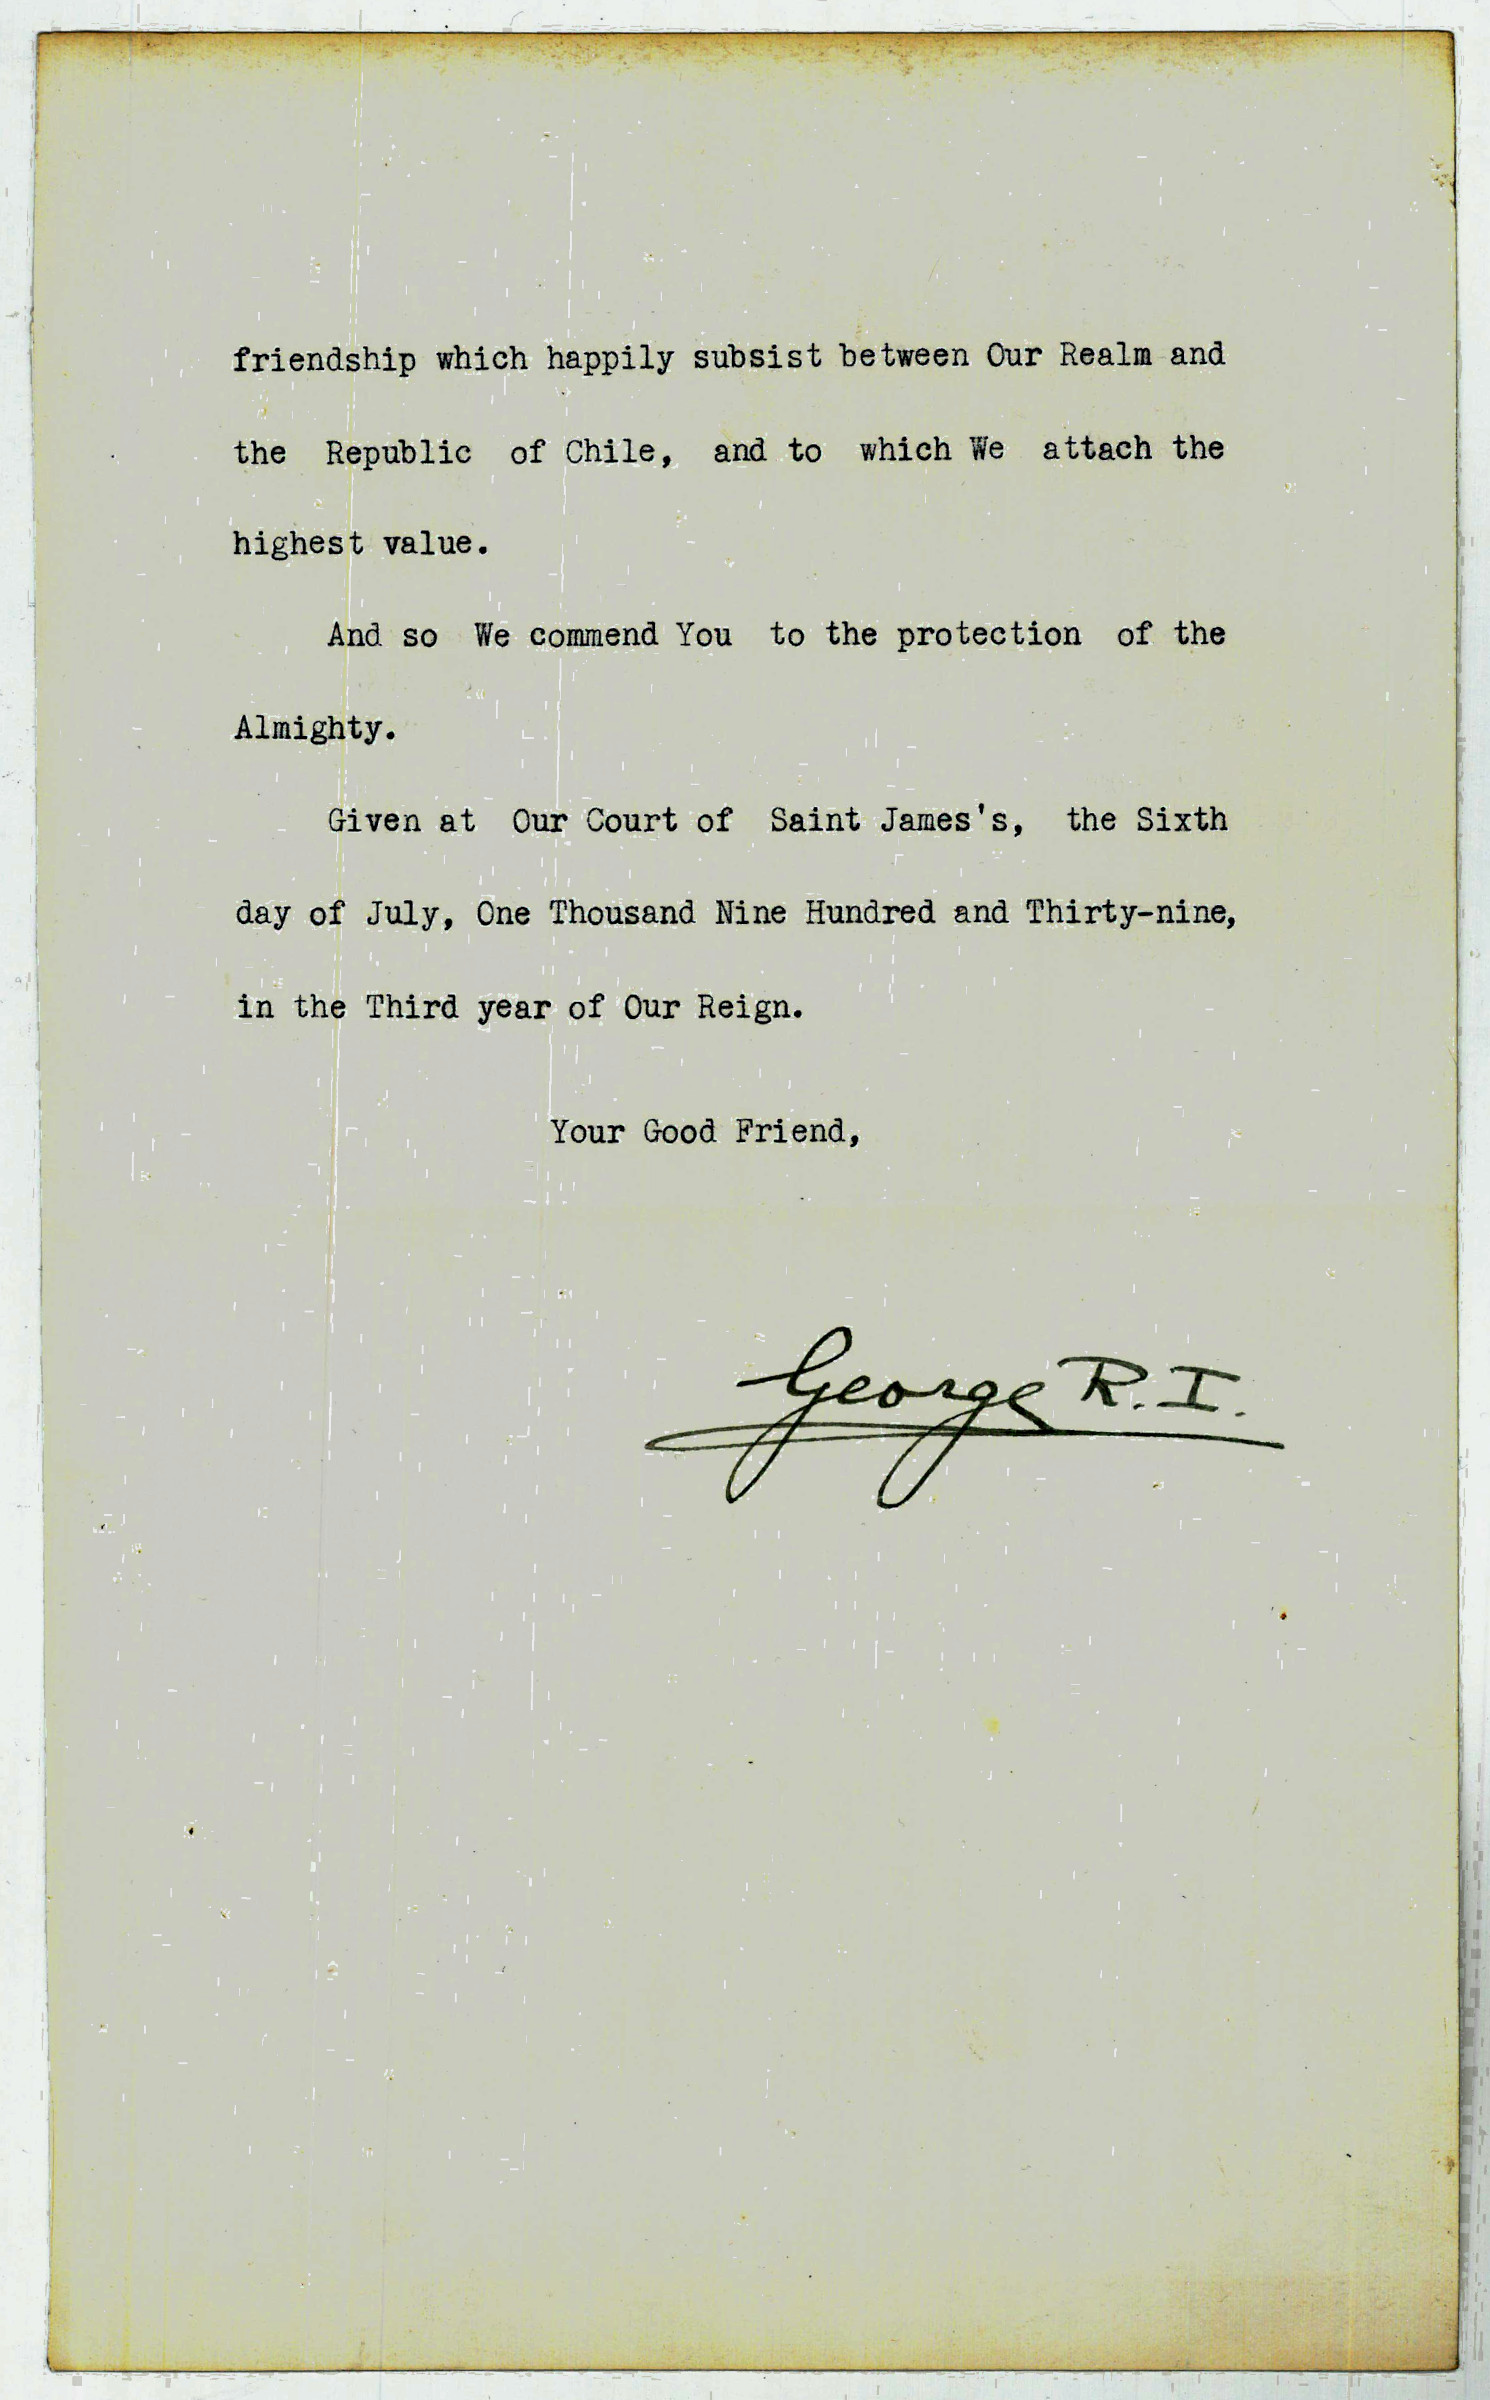 friendship which happily subsist between Our Realm and
the Republic of Chile, and to which We attach the
highest value.
And so We commend You to the protection of the
Almighty.
Given at Our Court of Saint James's, the Sixth
day of July, One Thousand Nine Hundred and Thirty-nine,
in the Third year of Our Reign.
Your Good Friend,
George R.I.